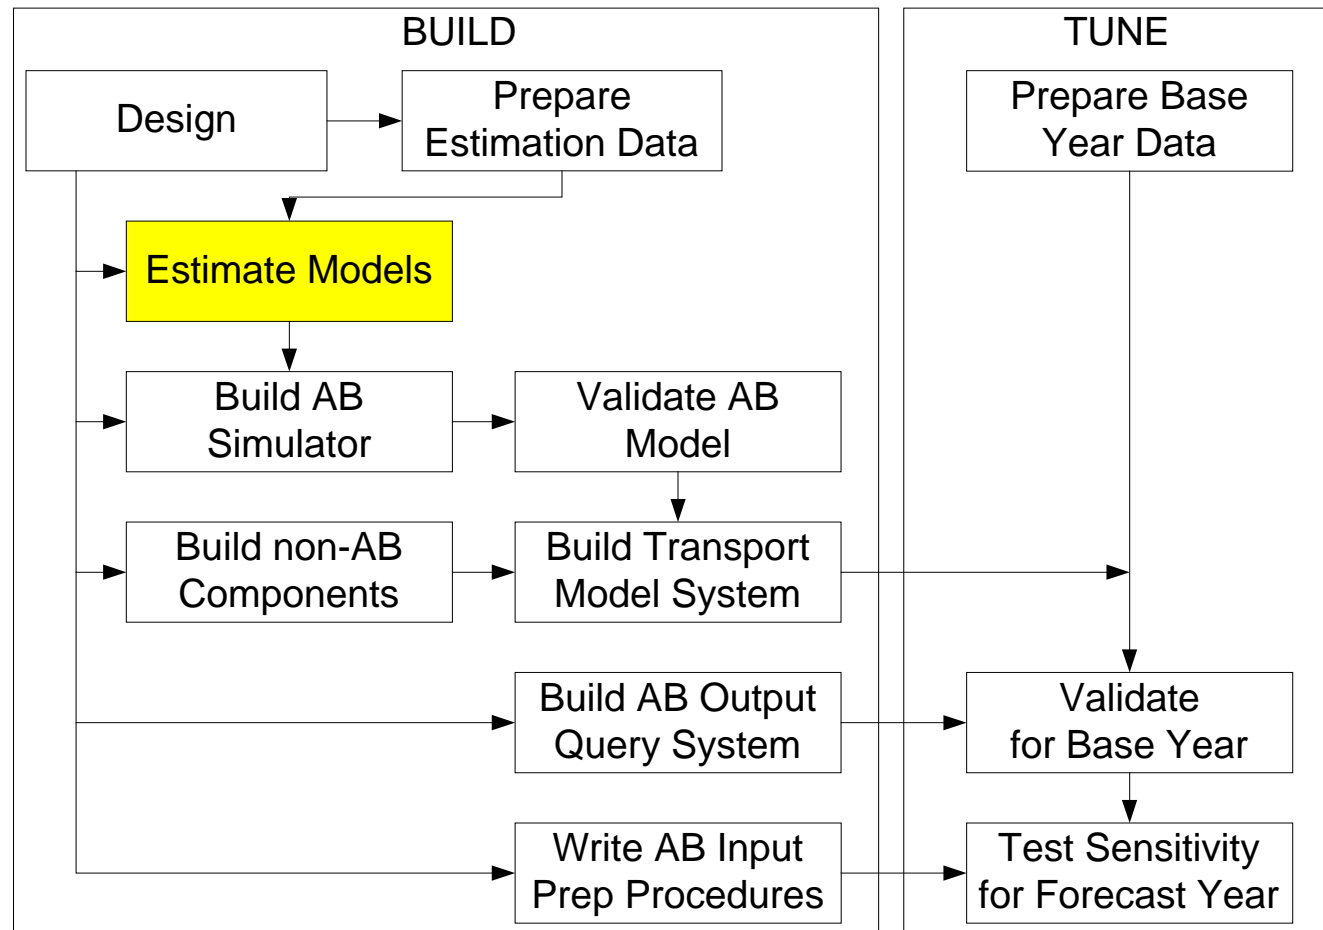 BUILD
TUNE
Design
Prepare
Estimation Data
Prepare Base
Year Data
Estimate Models
Build AB
Simulator
Validate AB
Model
Build non-AB
Components
Build Transport
Model System
Build AB Output
Query System
Validate
for Base Year
Write AB Input
Prep Procedures
Test Sensitivity
for Forecast Year